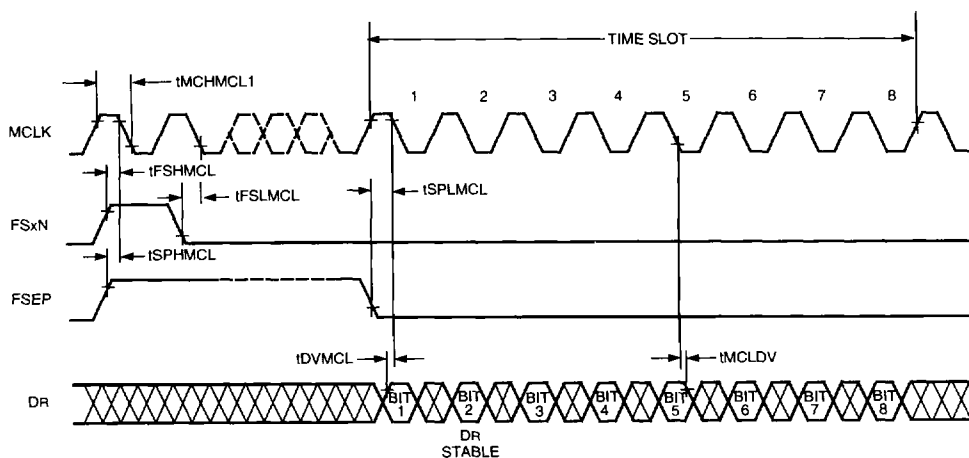 TIME SLOT
tMCHMCL1
1 2 3 4 5 6 7 8
MCLK
tFSHMCL
tFSLMCL
tSPLMCL
FSxN
tSPHMCL
FSEP
tDVMCL
tMCLDV
DR
BIT 1
BIT 2
BIT 3
BIT 4
BIT 5
BIT 6
BIT 7
BIT 8
DR
STABLE